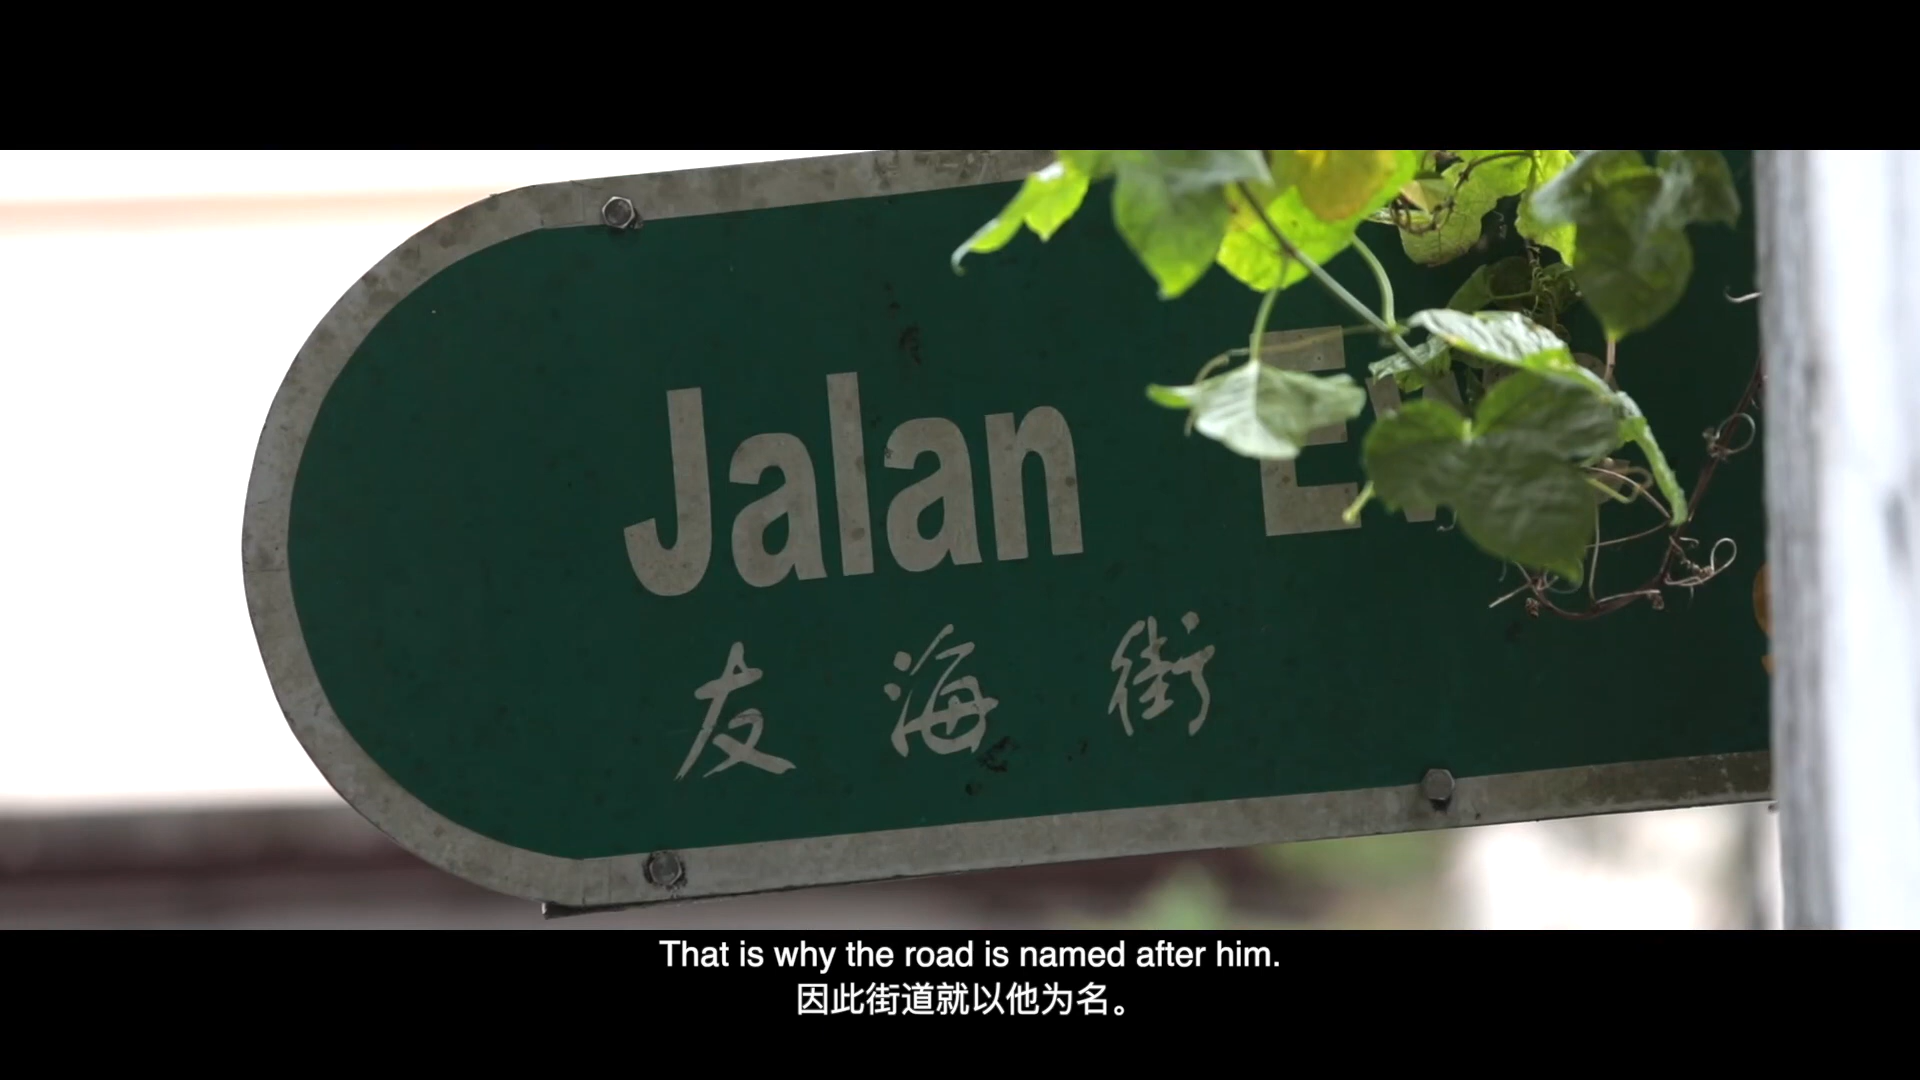 Jalan
友海街
That is why the road is named after him.
因此街道就以他为名。